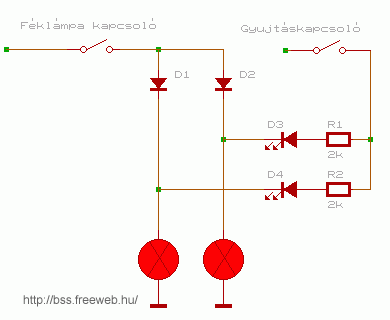 Féklámpa kapcsoló
Gyujtáskapcsoló
D1
D2
D3
R1
2k
D4
R2
2k
http://bss.freeweb.hu/